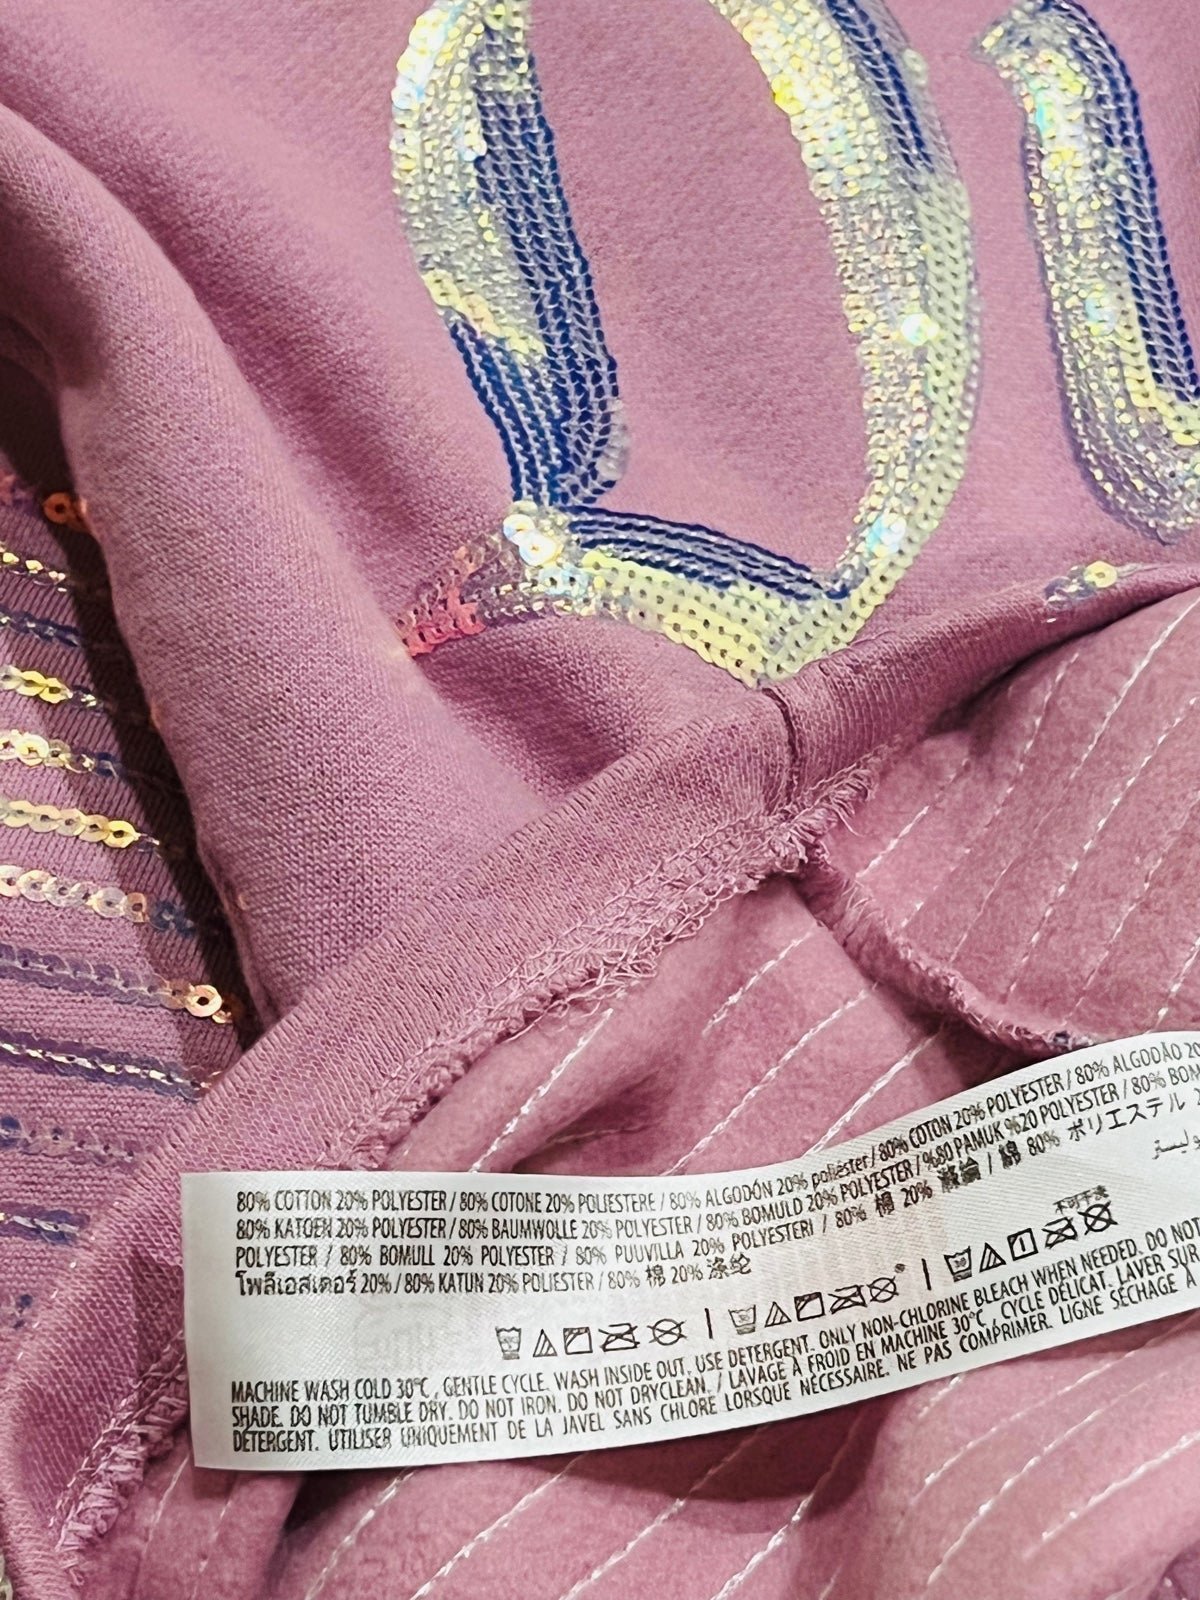 80% COTTON 20% POLYESTER / 80% COTONE 20% POLIESTERE / 80% ALGODÓN 20% poliéster / 80% COTON 20% POLYESTER / 80% ALGODÃO 20
80% KATOEN 20% POLYESTER / 80% BAUMWOLLE 20% POLYESTER / 80% BOMULD 20% POLYESTER / %80 PAMUK %20 POLYESTER / 80% BOM
POLYESTER / 80% BOMULL 20% POLYESTER / 80% PUUVILLA 20% POLYESTERI / 80% 棉 20% / 綿 80% ポリエステル
โพลีเอสเตอร์ 20% / 80% KATUN 20% POLIESTER / 80% 棉 20% 涤纶
不可干洗
MACHINE WASH COLD 30°C , GENTLE CYCLE. WASH INSIDE OUT. USE DETERGENT. ONLY NON-CHLORINE BLEACH WHEN NEEDED. DO NOT
SHADE. DO NOT TUMBLE DRY. DO NOT IRON. DO NOT DRYCLEAN. / LAVAGE À FROID EN MACHINE 30°C , CYCLE DÉLICAT. LAVER SUR
DÉTERGENT. UTILISER UNIQUEMENT DE LA JAVEL SANS CHLORE LORSQUE NÉCESSAIRE. NE PAS COMPRIMER. LIGNE SÉCHAGE À